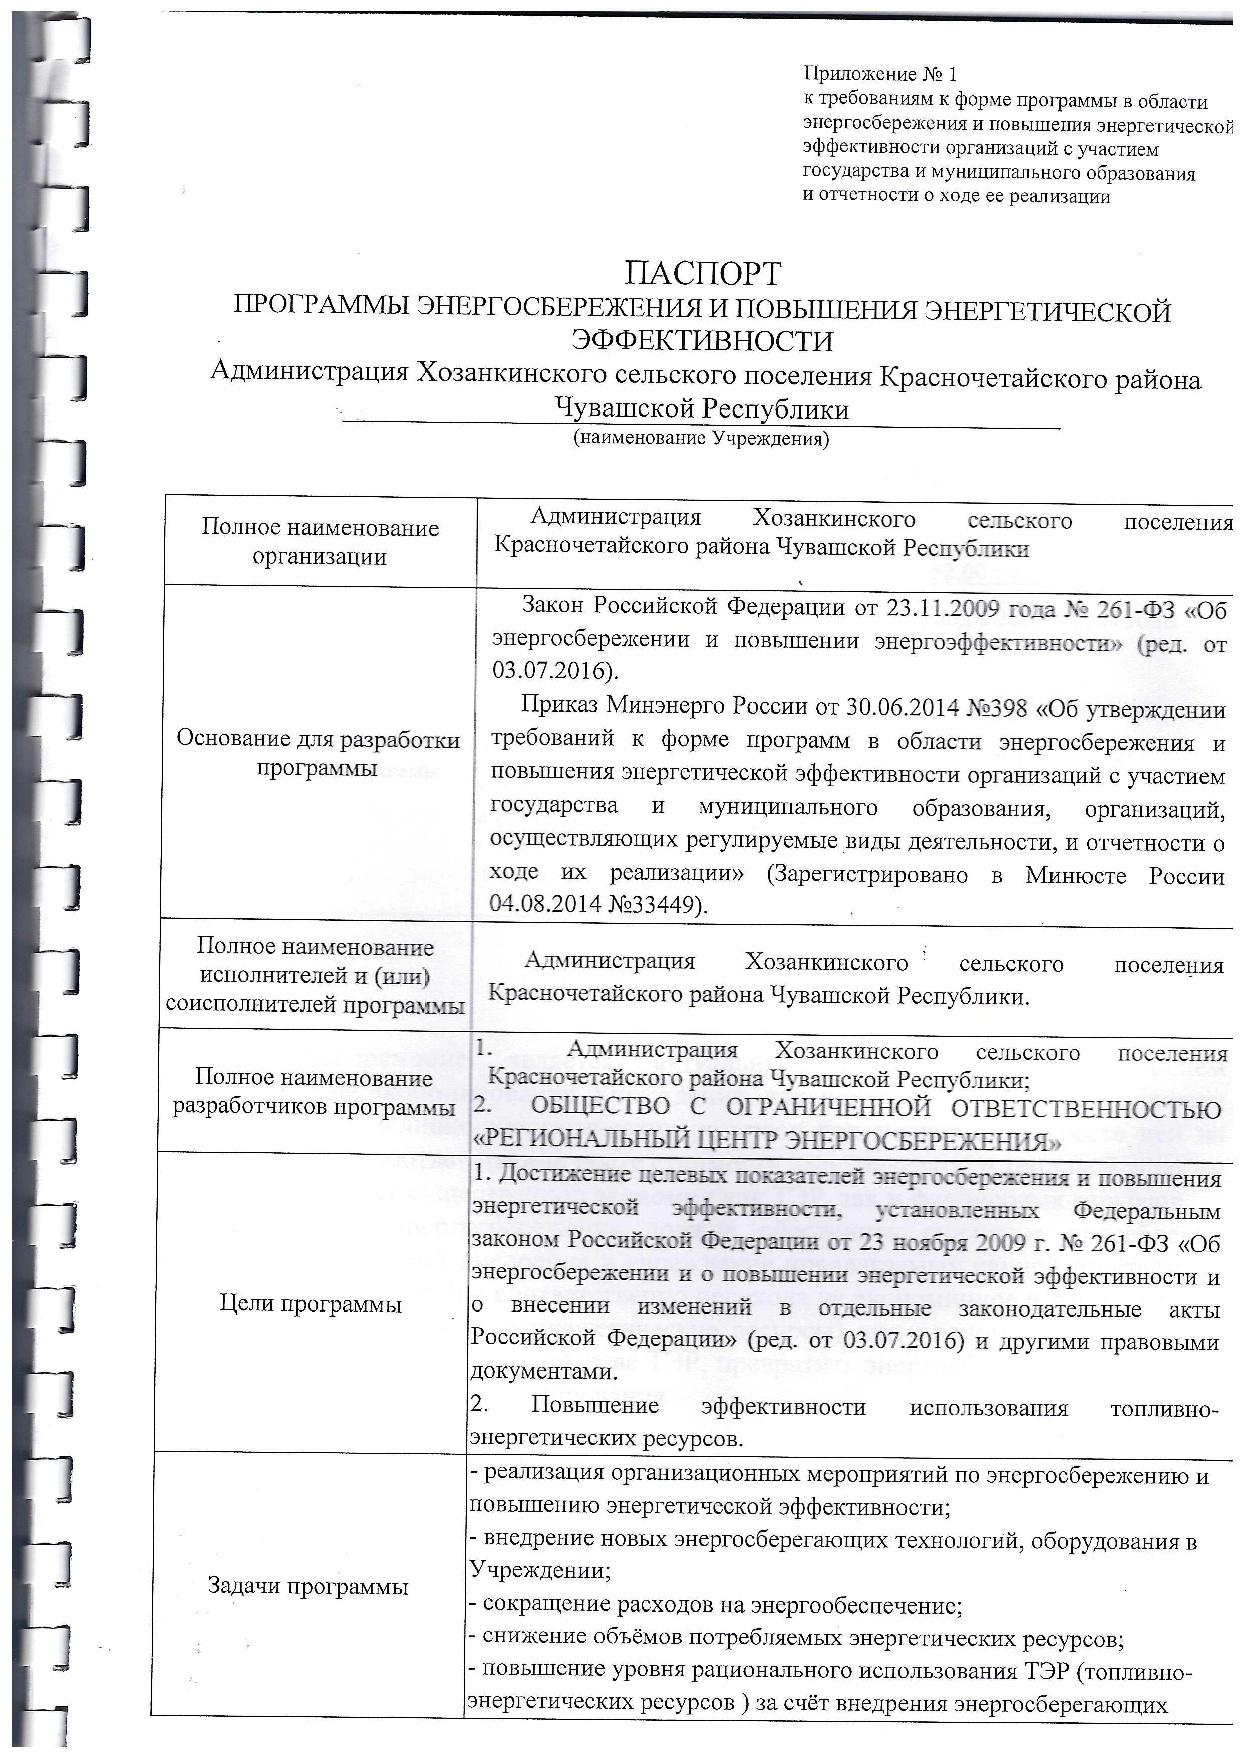 Приложение № 1
к требованиям к форме программы в области
энергосбережения и повышения энергетической
эффективности организаций с участием
государства и муниципального образования
и отчетности о ходе ее реализации
ПАСПОРТ
ПРОГРАММЫ ЭНЕРГОСБЕРЕЖЕНИЯ И ПОВЫШЕНИЯ ЭНЕРГЕТИЧЕСКОЙ
ЭФФЕКТИВНОСТИ
Администрация Хозанкинского сельского поселения Красночетайского района
Чувашской Республики
(наименование Учреждения)
Полное наименование
организации
Администрация Хозанкинского сельского поселения
Красночетайского района Чувашской Республики
Основание для разработки
программы
Закон Российской Федерации от 23.11.2009 года № 261-ФЗ «Об
энергосбережении и повышении энергоэффективности» (ред. от
03.07.2016).
Приказ Минэнерго России от 30.06.2014 №398 «Об утверждении
требований к форме программ в области энергосбережения и
повышения энергетической эффективности организаций с участием
государства и муниципального образования, организаций,
осуществляющих регулируемые виды деятельности, и отчетности о
ходе их реализации» (Зарегистрировано в Минюсте России
04.08.2014 №33449).
Полное наименование
исполнителей и (или)
соисполнителей программы
Администрация Хозанкинского сельского поселения
Красночетайского района Чувашской Республики.
Полное наименование
разработчиков программы
1. Администрация Хозанкинского сельского поселения
Красночетайского района Чувашской Республики;
2. ОБЩЕСТВО С ОГРАНИЧЕННОЙ ОТВЕТСТВЕННОСТЬЮ
«РЕГИОНАЛЬНЫЙ ЦЕНТР ЭНЕРГОСБЕРЕЖЕНИЯ»
Цели программы
1. Достижение целевых показателей энергосбережения и повышения
энергетической эффективности, установленных Федеральным
законом Российской Федерации от 23 ноября 2009 г. № 261-ФЗ «Об
энергосбережении и о повышении энергетической эффективности и
о внесении изменений в отдельные законодательные акты
Российской Федерации» (ред. от 03.07.2016) и другими правовыми
документами.
2. Повышение эффективности использования топливно-
энергетических ресурсов.
Задачи программы
- реализация организационных мероприятий по энергосбережению и
повышению энергетической эффективности;
- внедрение новых энергосберегающих технологий, оборудования в
Учреждении;
- сокращение расходов на энергообеспечение;
- снижение объёмов потребляемых энергетических ресурсов;
- повышение уровня рационального использования ТЭР (топливно-
энергетических ресурсов ) за счёт внедрения энергосберегающих